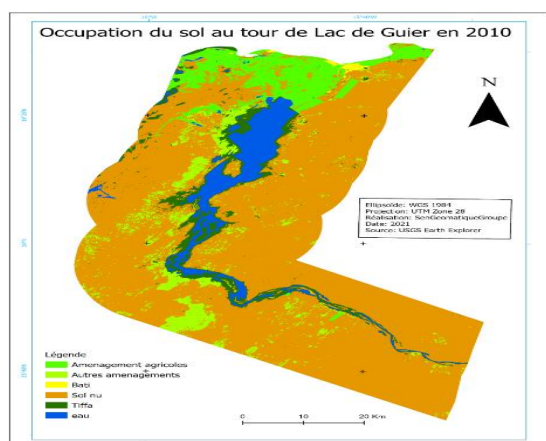 Occupation du sol au tour de Lac de Guier en 2010
N
Ellipsoïde: WGS 1984
Projection: UTM Zone 28
Réalisation: SenGeomatiqueGroupe
Date: 2021
Source: USGS Earth Explorer
Légende
Amenagement agricoles
Autres amenagements
Bati
Sol nu
Tiffa
eau
0 10 20 Km